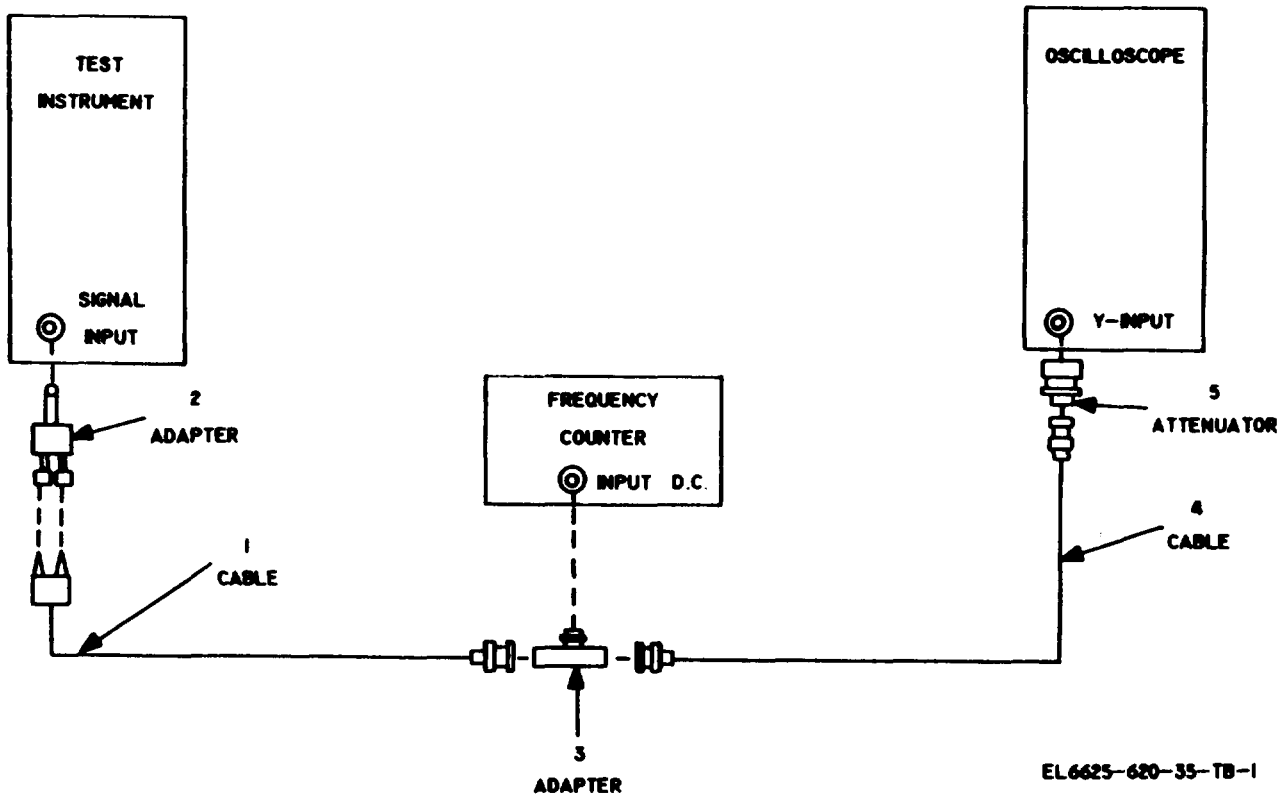 TEST
INSTRUMENT
SIGNAL
INPUT
OSCILLOSCOPE
Y-INPUT
2
ADAPTER
FREQUENCY
COUNTER
INPUT D.C.
5
ATTENUATOR
1
CABLE
4
CABLE
3
ADAPTER
EL6625-620-35-TB-1